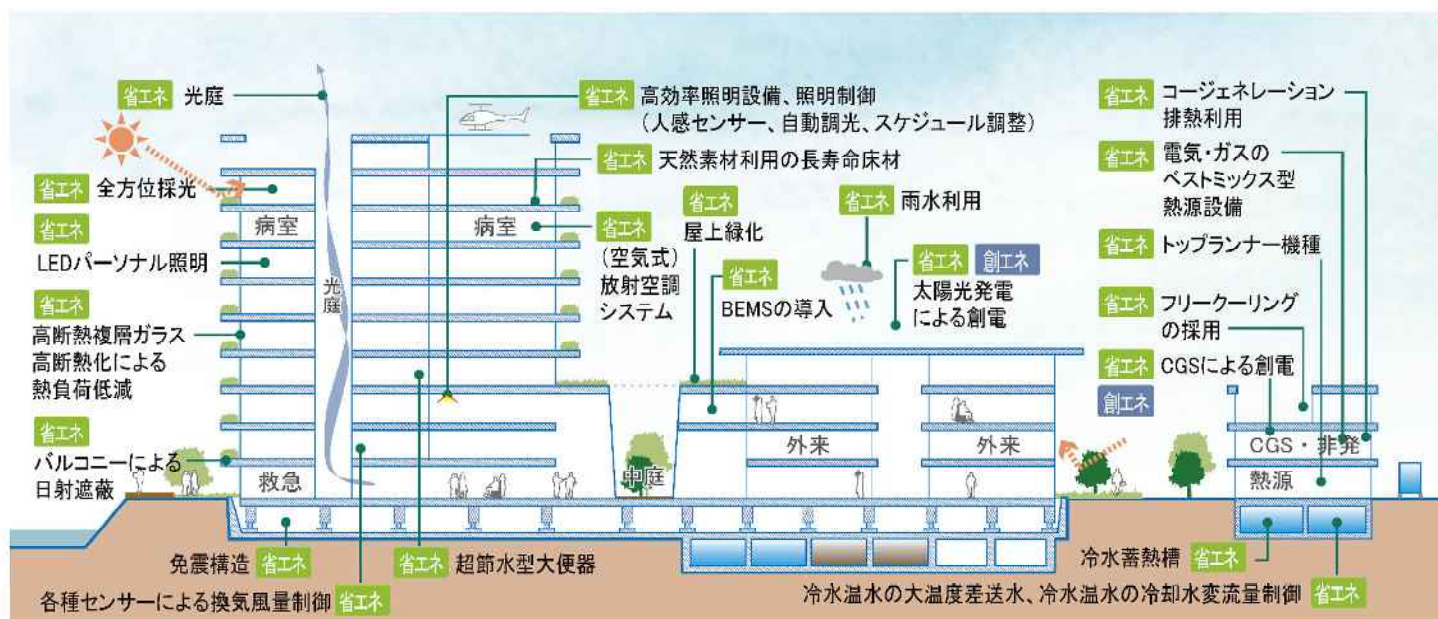 省エネ 光庭
省エネ 全方位採光
省エネ
LEDパーソナル照明
省エネ
高断熱複層ガラス
高断熱化による
熱負荷低減
省エネ
バルコニーによる
日射遮蔽
病室
光庭
救急
病室
省エネ 高効率照明設備、照明制御
（人感センサー、自動調光、スケジュール調整）
省エネ 天然素材利用の長寿命床材
省エネ
（空気式）
放射空調
システム
省エネ
屋上緑化
省エネ
BEMSの導入
省エネ 雨水利用
省エネ 創エネ
太陽光発電
による創電
中庭
外来
外来
省エネ コージェネレーション
排熱利用
省エネ 電気・ガスの
ベストミックス型
熱源設備
省エネ トップランナー機種
省エネ フリークーリング
の採用
省エネ CGSによる創電
創エネ
CGS・非発
熱源
免震構造 省エネ
省エネ 超節水型大便器
各種センサーによる換気風量制御 省エネ
冷水蓄熱槽 省エネ
冷水温水の大温度差送水、冷水温水の冷却水変流量制御 省エネ